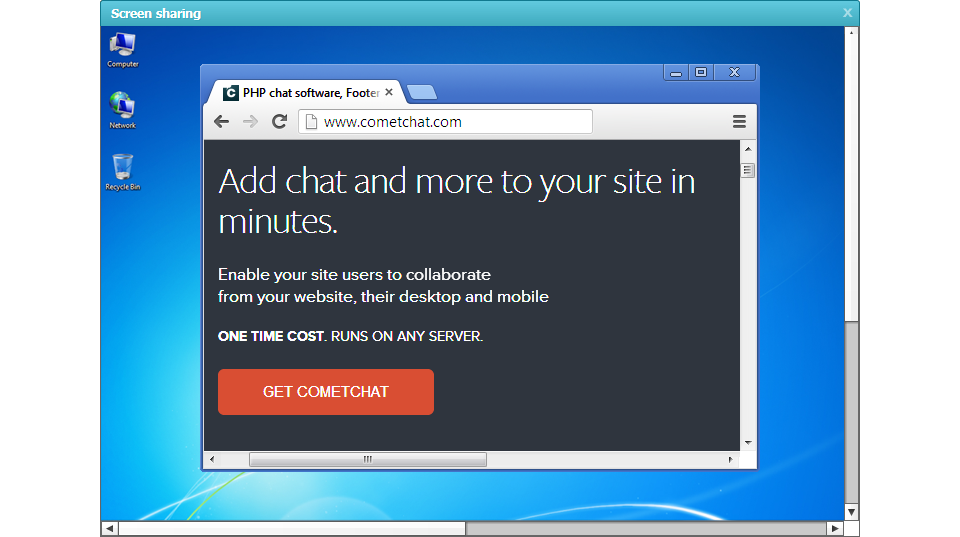 Screen sharing
Computer
Network
Recycle Bin
PHP chat software, Footer
www.cometchat.com
Add chat and more to your site in
minutes.
Enable your site users to collaborate
from your website, their desktop and mobile
ONE TIME COST. RUNS ON ANY SERVER.
GET COMETCHAT